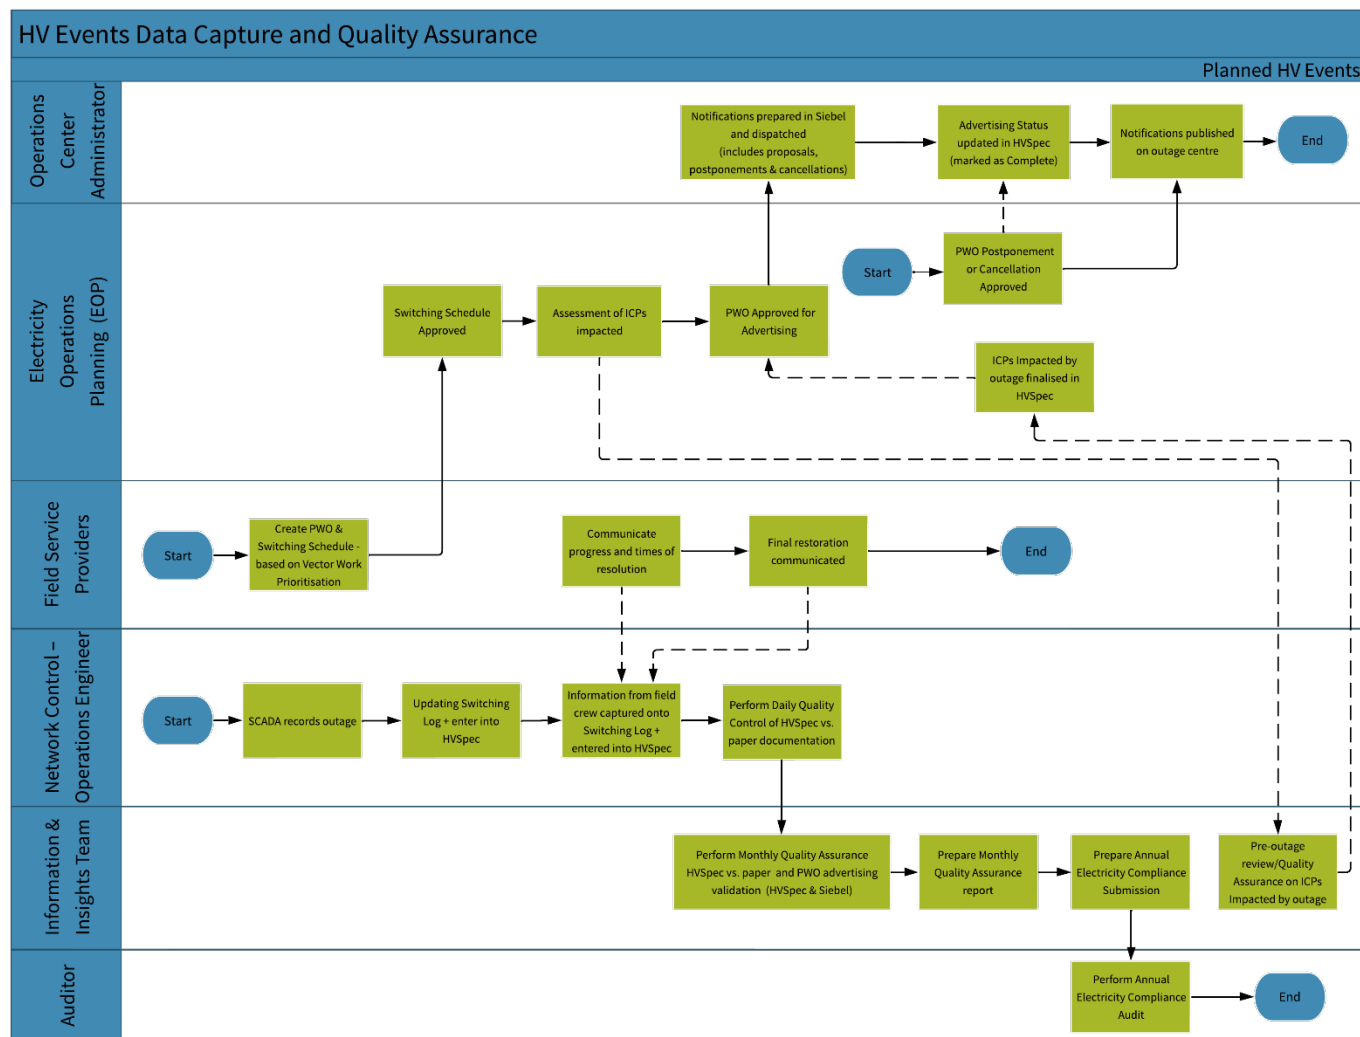 HV Events Data Capture and Quality Assurance
Planned HV Events
Operations
Center
Administrator
Notifications prepared in Siebel
and dispatched
(includes proposals,
postponements & cancellations)
Advertising Status
updated in HVSpec
(marked as Complete)
Notifications published
on outage centre
End
Electricity
Operations
Planning (EOP)
Start
PWO Postponement
or Cancellation
Approved
Switching Schedule
Approved
Assessment of ICPs
impacted
PWO Approved for
Advertising
ICPs Impacted by
outage finalised in
HVSpec
Field Service
Providers
Start
Create PWO &
Switching Schedule -
based on Vector Work
Prioritisation
Communicate
progress and times of
resolution
Final restoration
communicated
End
Network Control –
Operations Engineer
Start
SCADA records outage
Updating Switching
Log + enter into
HVSpec
Information from field
crew captured onto
Switching Log +
entered into HVSpec
Perform Daily Quality
Control of HVSpec vs.
paper documentation
Information &
Insights Team
Perform Monthly Quality Assurance
HVSpec vs. paper and PWO advertising
validation (HVSpec & Siebel)
Prepare Monthly
Quality Assurance
report
Prepare Annual
Electricity Compliance
Submission
Pre-outage
review/Quality
Assurance on ICPs
Impacted by outage
Auditor
Perform Annual
Electricity Compliance
Audit
End